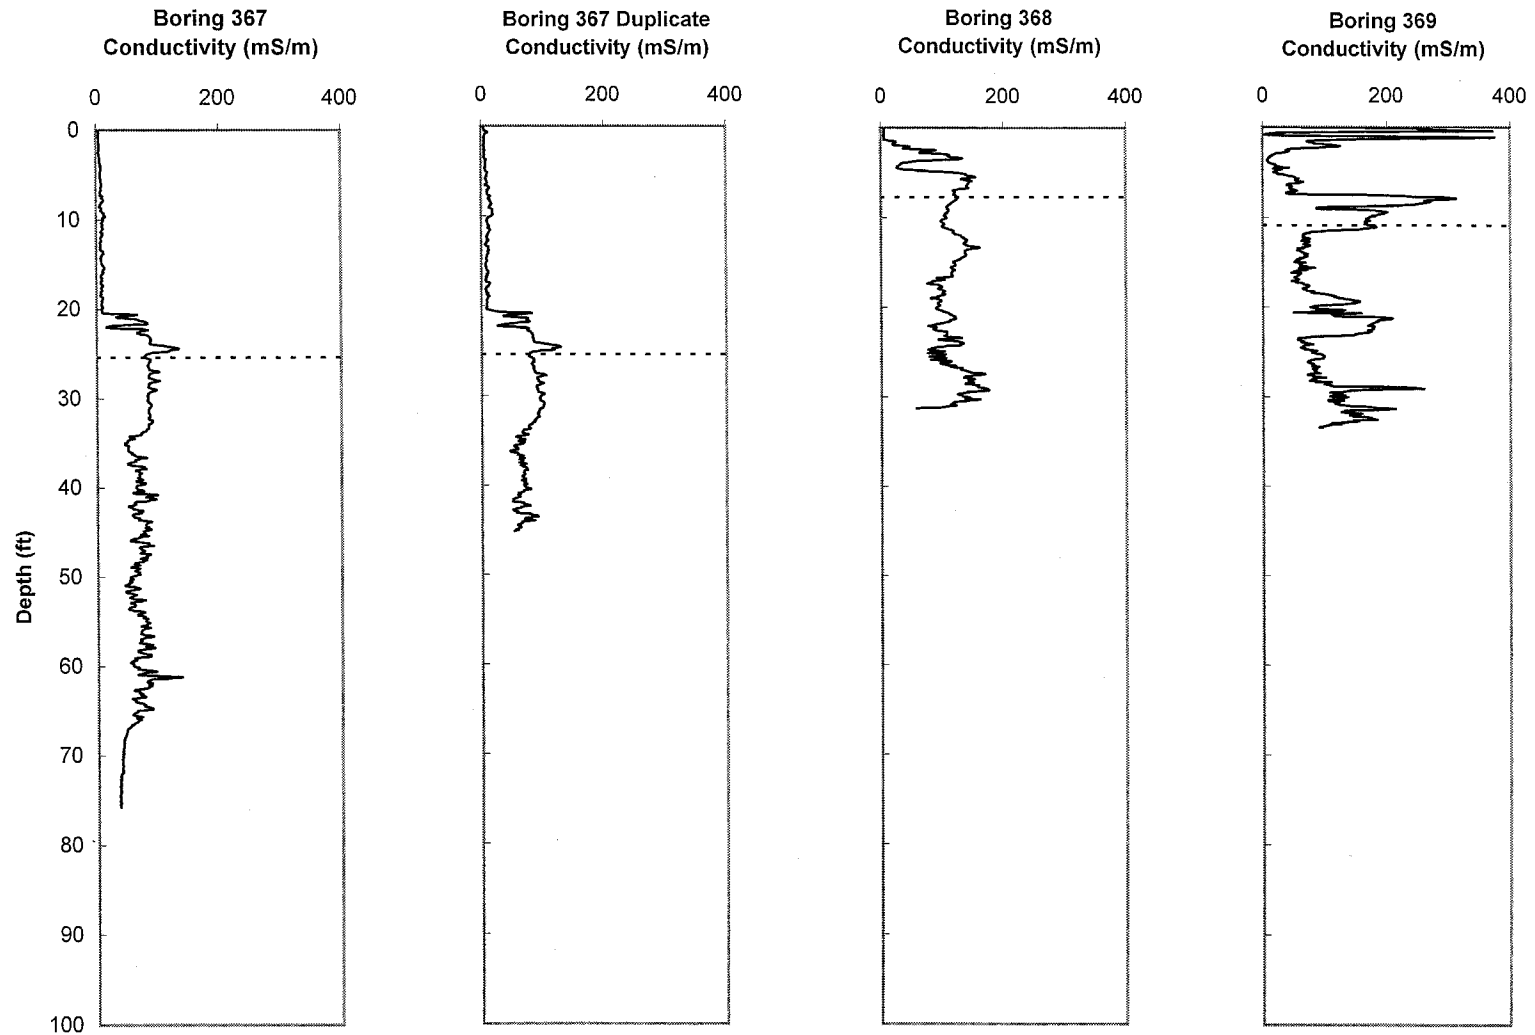 Boring 367
Conductivity (mS/m)
0 200 400
0
10
20
30
40
50
60
70
80
90
100
Depth (ft)
Boring 367 Duplicate
Conductivity (mS/m)
0 200 400
Boring 368
Conductivity (mS/m)
0 200 400
Boring 369
Conductivity (mS/m)
0 200 400